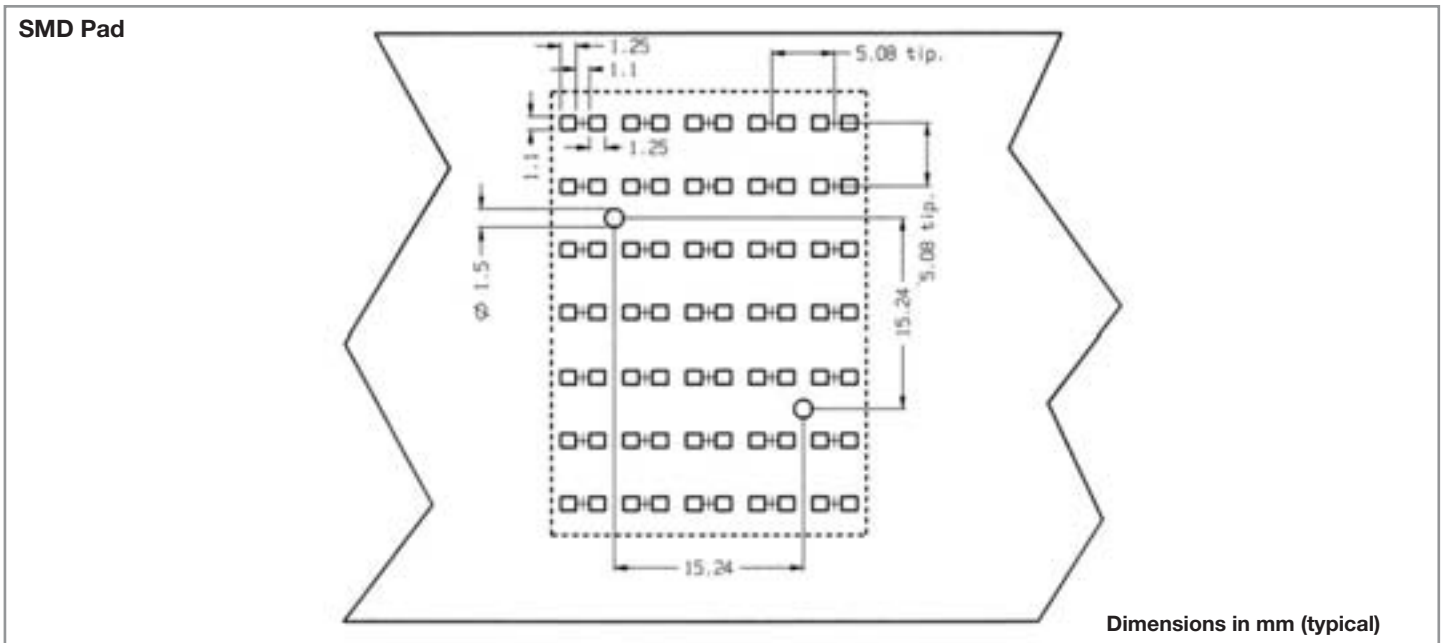 SMD Pad
1.25
5.08 tip.
1.1
1.25
1.1
5.08 tip.
Ø 1.5
15.24
15.24
Dimensions in mm (typical)